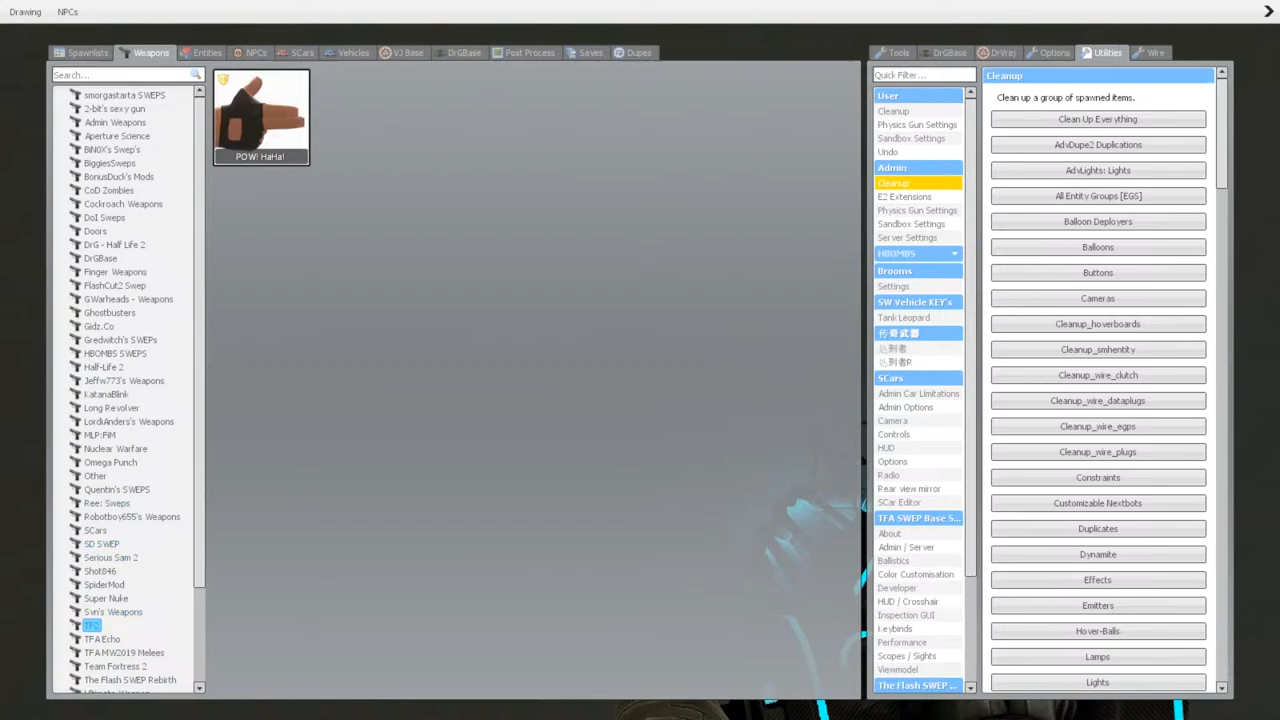 Drawing NPCs
Spawnlists Weapons Entities NPCs SCars Vehicles VJ Base DrGBase Post Process Saves Dupes
Search...
smorgastarta SWEPS
2-bit's sexy gun
Admin Weapons
Aperture Science
BiNOX's Swep's
BiggiesSweps
BonusDuck's Mods
CoD Zombies
Cockroach Weapons
DoI Sweps
Doors
DrG - Half Life 2
DrGBase
Finger Weapons
FlashCut2 Swep
GWarheads - Weapons
Ghostbusters
Gidz.Co
Gredwitch's SWEPs
HBOMBS SWEPS
Half-Life 2
Jeffw773's Weapons
KatanaBlink
Long Revolver
LordiAnders's Weapons
MLP:FiM
Nuclear Warfare
Omega Punch
Other
Quentin's SWEPS
Ree: Sweps
Robotboy655's Weapons
SCars
SD SWEP
Serious Sam 2
Shot846
SpiderMod
Super Nuke
Svn's Weapons
TF2
TFA Echo
TFA MW2019 Melees
Team Fortress 2
The Flash SWEP Rebirth
POW! HaHa!
Tools DrGBase DrVrej Options Utilities Wire
Quick Filter...
User
Cleanup
Physics Gun Settings
Sandbox Settings
Undo
Admin
Cleanup
E2 Extensions
Physics Gun Settings
Sandbox Settings
Server Settings
HBOMBS
Brooms
Settings
SW Vehicle KEY's
Tank Leopard
传奇武器
SCars
Admin Car Limitations
Admin Options
Camera
Controls
HUD
Options
Radio
Rear view mirror
SCar Editor
TFA SWEP Base S...
About
Admin / Server
Ballistics
Color Customisation
Developer
HUD / Crosshair
Inspection GUI
Keybinds
Performance
Scopes / Sights
Viewmodel
The Flash SWEP ...
Cleanup
Clean up a group of spawned items.
Clean Up Everything
AdvDupe2 Duplications
AdvLights: Lights
All Entity Groups [EGS]
Balloon Deployers
Balloons
Buttons
Cameras
Cleanup_hoverboards
Cleanup_smhentity
Cleanup_wire_clutch
Cleanup_wire_dataplugs
Cleanup_wire_egps
Cleanup_wire_plugs
Constraints
Customizable Nextbots
Duplicates
Dynamite
Effects
Emitters
Hover-Balls
Lamps
Lights